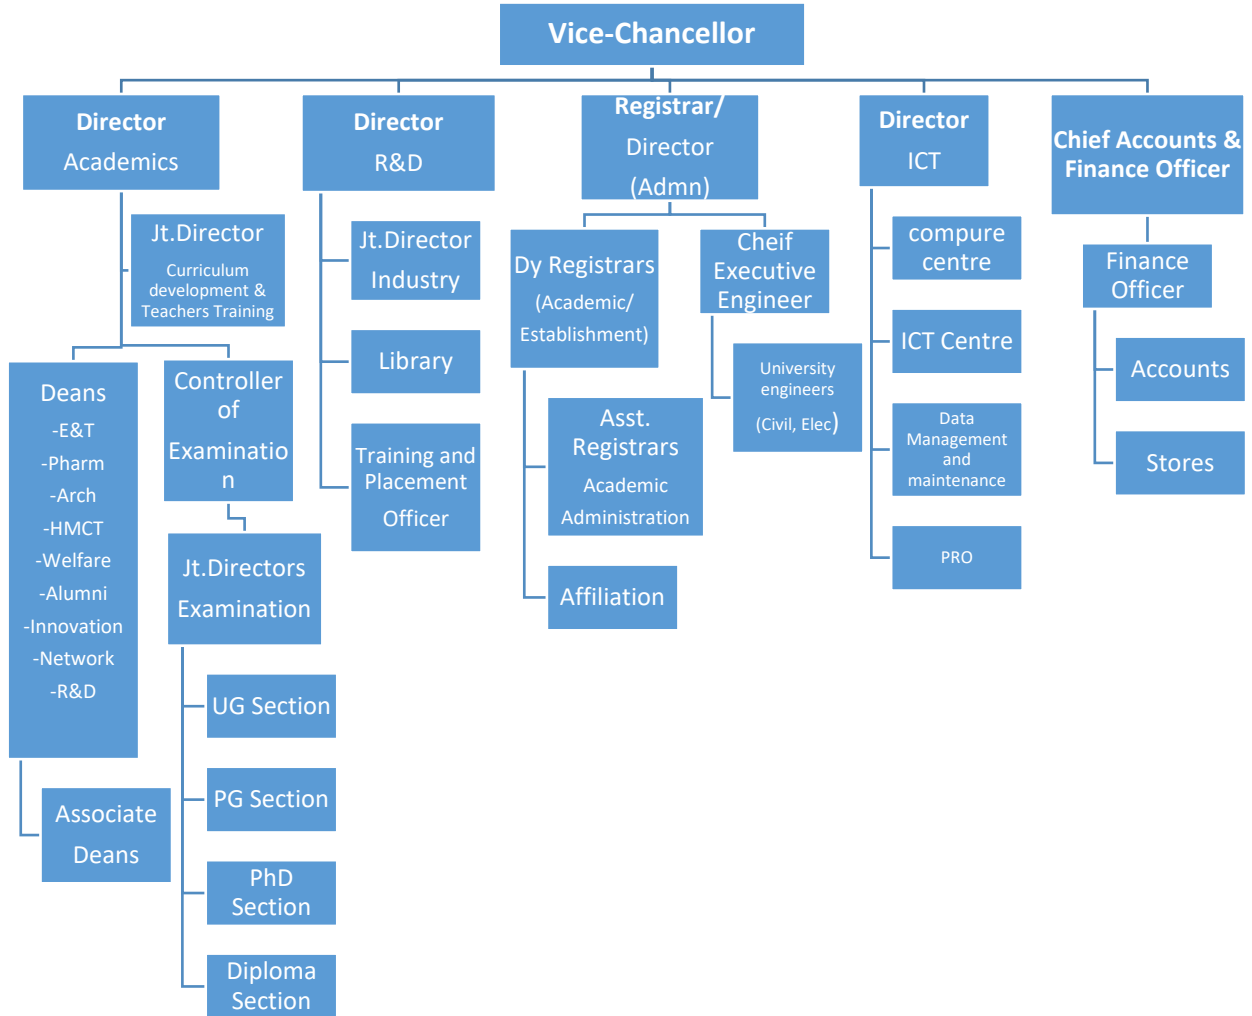 Vice-Chancellor
Director
Academics
Director
R&D
Registrar/
Director
(Admn)
Director
ICT
Chief Accounts &
Finance Officer
Jt.Director
Curriculum
development &
Teachers Training
Deans
-E&T
-Pharm
-Arch
-HMCT
-Welfare
-Alumni
-Innovation
-Network
-R&D
Associate
Deans
Controller
of
Examinatio
n
Jt.Directors
Examination
UG Section
PG Section
PhD
Section
Diploma
Section
Jt.Director
Industry
Library
Training and
Placement
Officer
Dy Registrars
(Academic/
Establishment)
Asst.
Registrars
Academic
Administration
Affiliation
Cheif
Executive
Engineer
University
engineers
(Civil, Elec)
compure
centre
ICT Centre
Data
Management
and
maintenance
PRO
Finance
Officer
Accounts
Stores